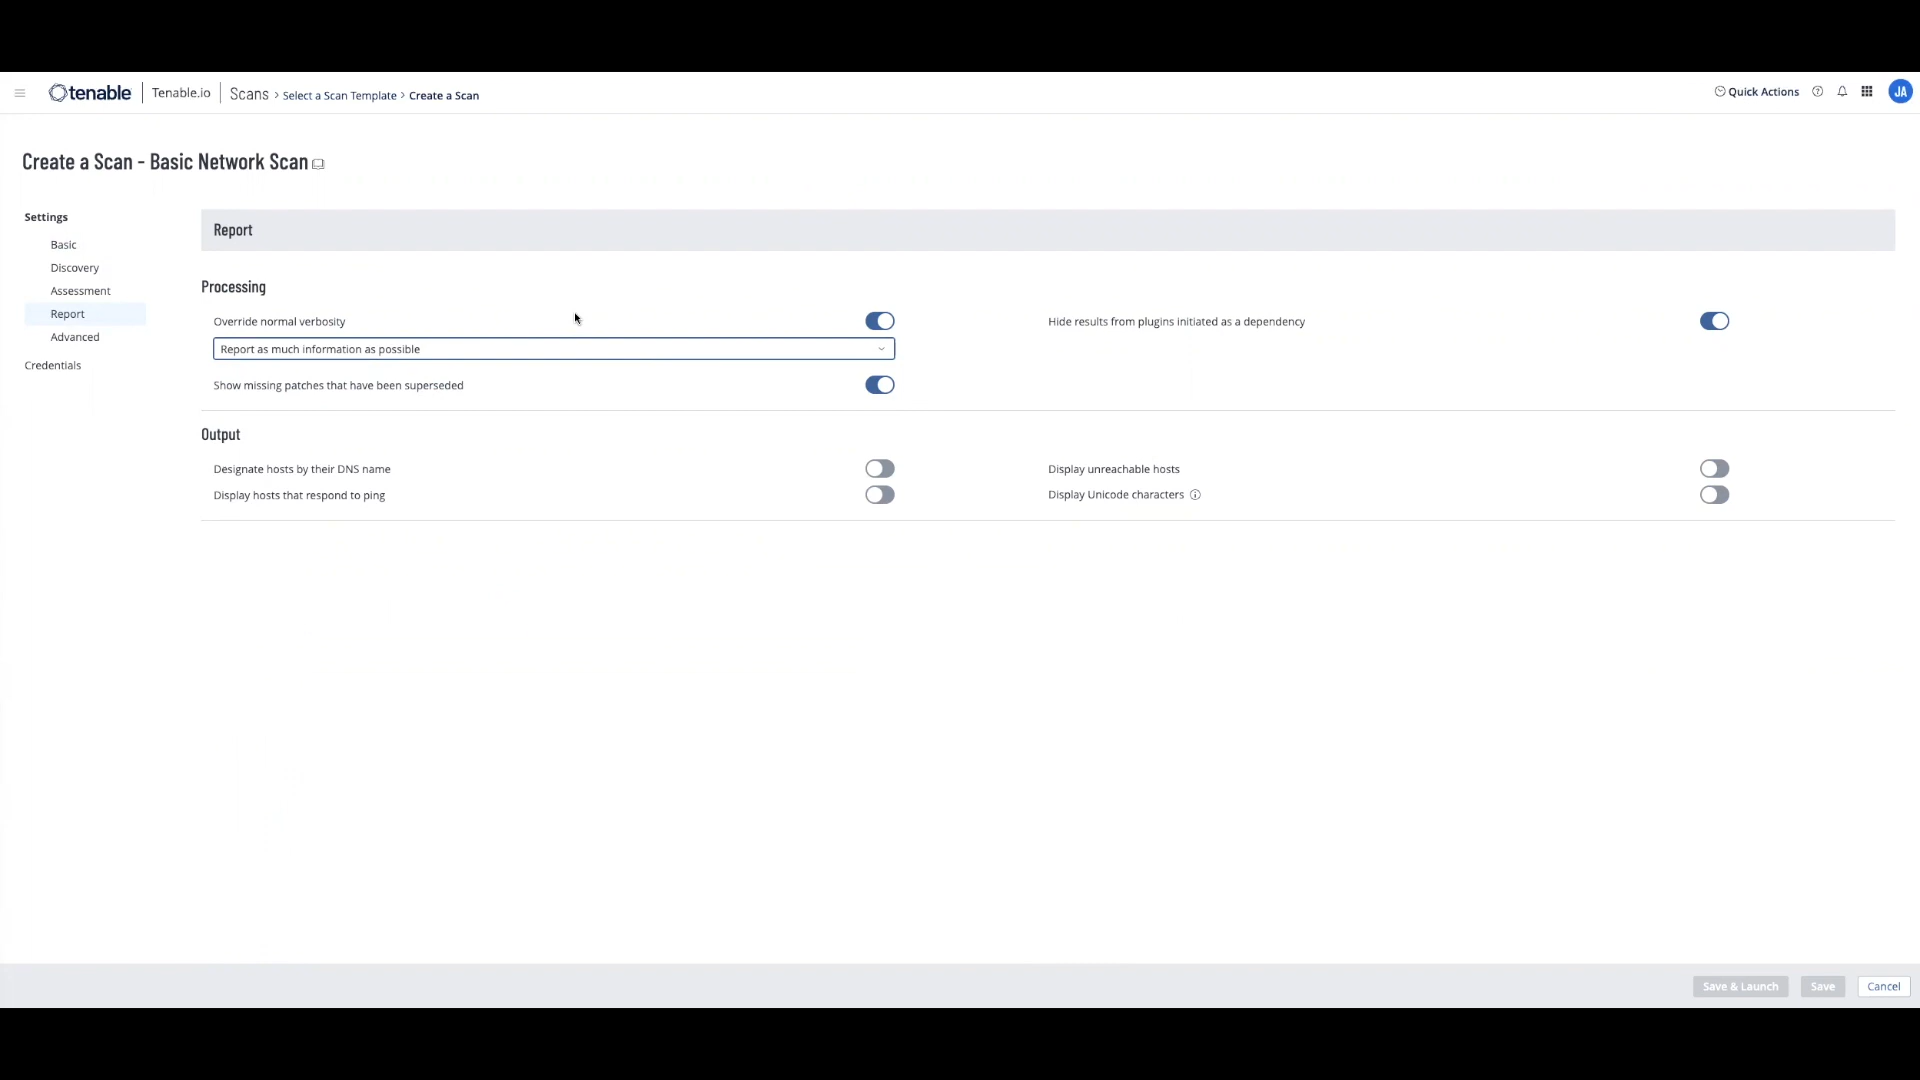 tenable
Tenable.io
Scans > Select a Scan Template > Create a Scan
Quick Actions
JA
Create a Scan - Basic Network Scan
Settings
Basic
Discovery
Assessment
Report
Advanced
Credentials
Report
Processing
Override normal verbosity
Report as much information as possible
Hide results from plugins initiated as a dependency
Show missing patches that have been superseded
Output
Designate hosts by their DNS name
Display unreachable hosts
Display hosts that respond to ping
Display Unicode characters
Save & Launch
Save
Cancel